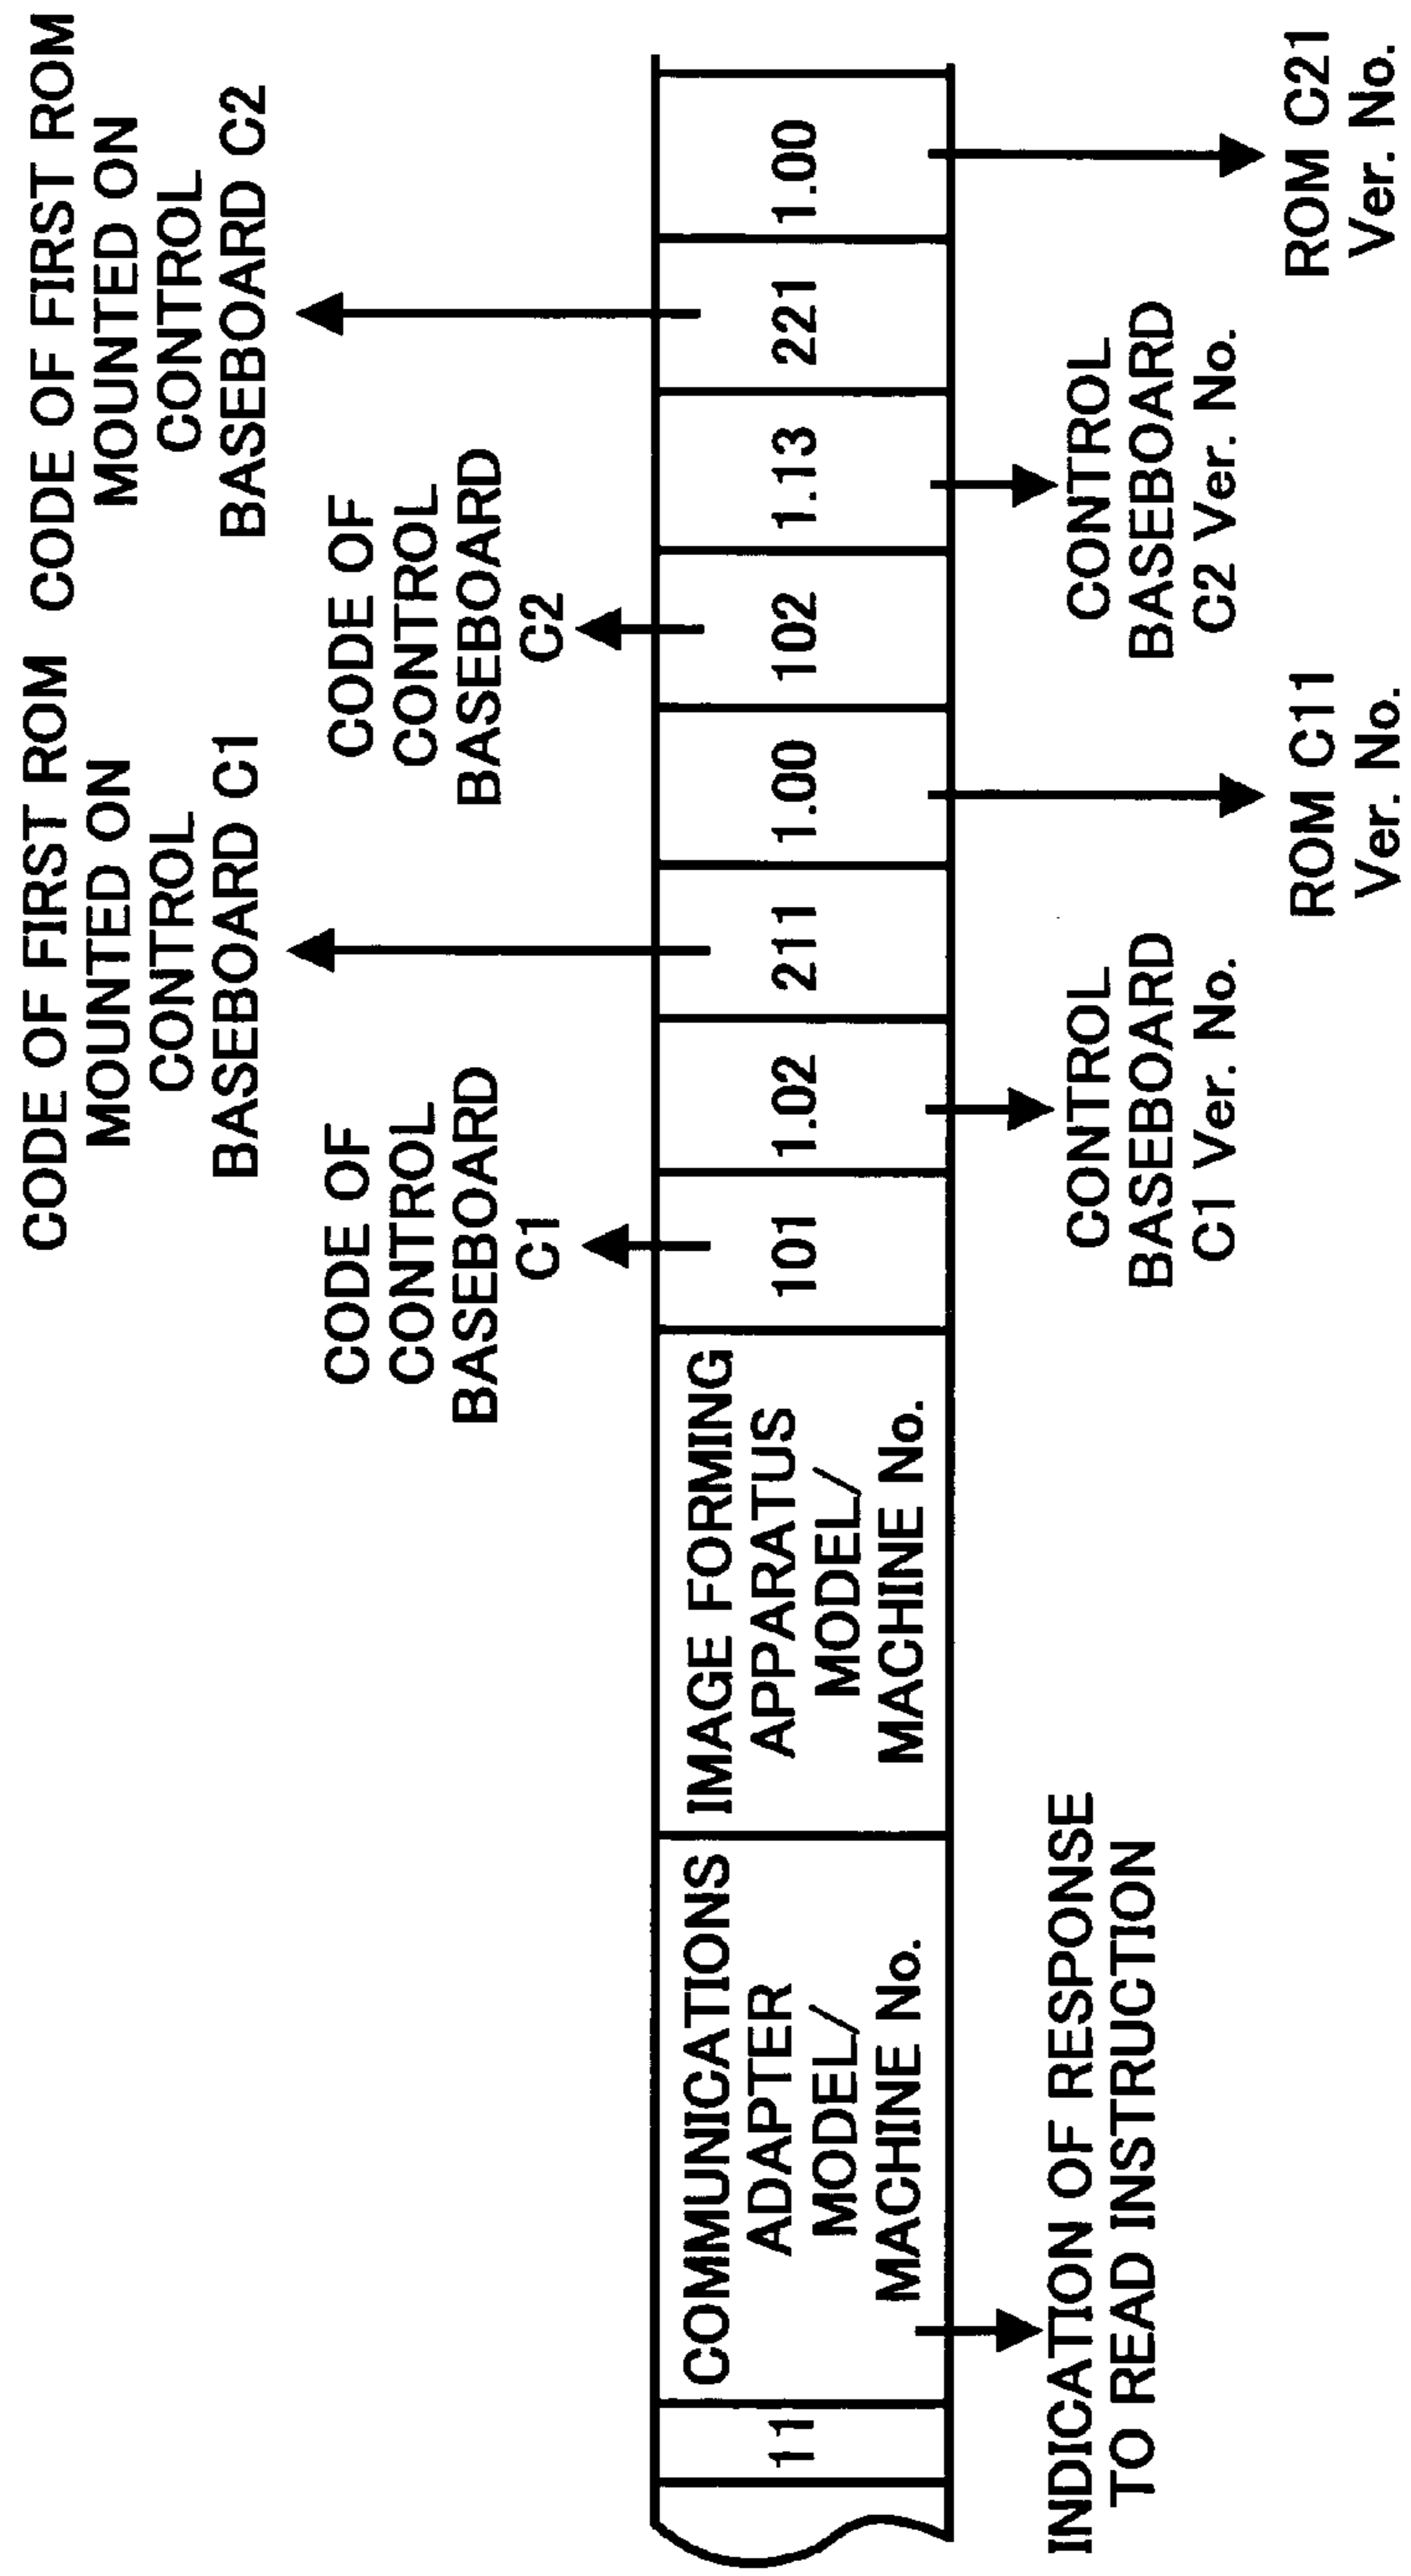 CODE OF FIRST ROM
MOUNTED ON
CONTROL
BASEBOARD C1
CODE OF FIRST ROM
MOUNTED ON
CONTROL
BASEBOARD C2
CODE OF
CONTROL
BASEBOARD
C1
CODE OF
CONTROL
BASEBOARD
C2
11
COMMUNICATIONS
ADAPTER
MODEL/
MACHINE No.
IMAGE FORMING
APPARATUS
MODEL/
MACHINE No.
101
1.02
211
1.00
102
1.13
221
1.00
INDICATION OF RESPONSE
TO READ INSTRUCTION
CONTROL
BASEBOARD
C1 Ver. No.
CONTROL
BASEBOARD
C2 Ver. No.
ROM C11
Ver. No.
ROM C21
Ver. No.